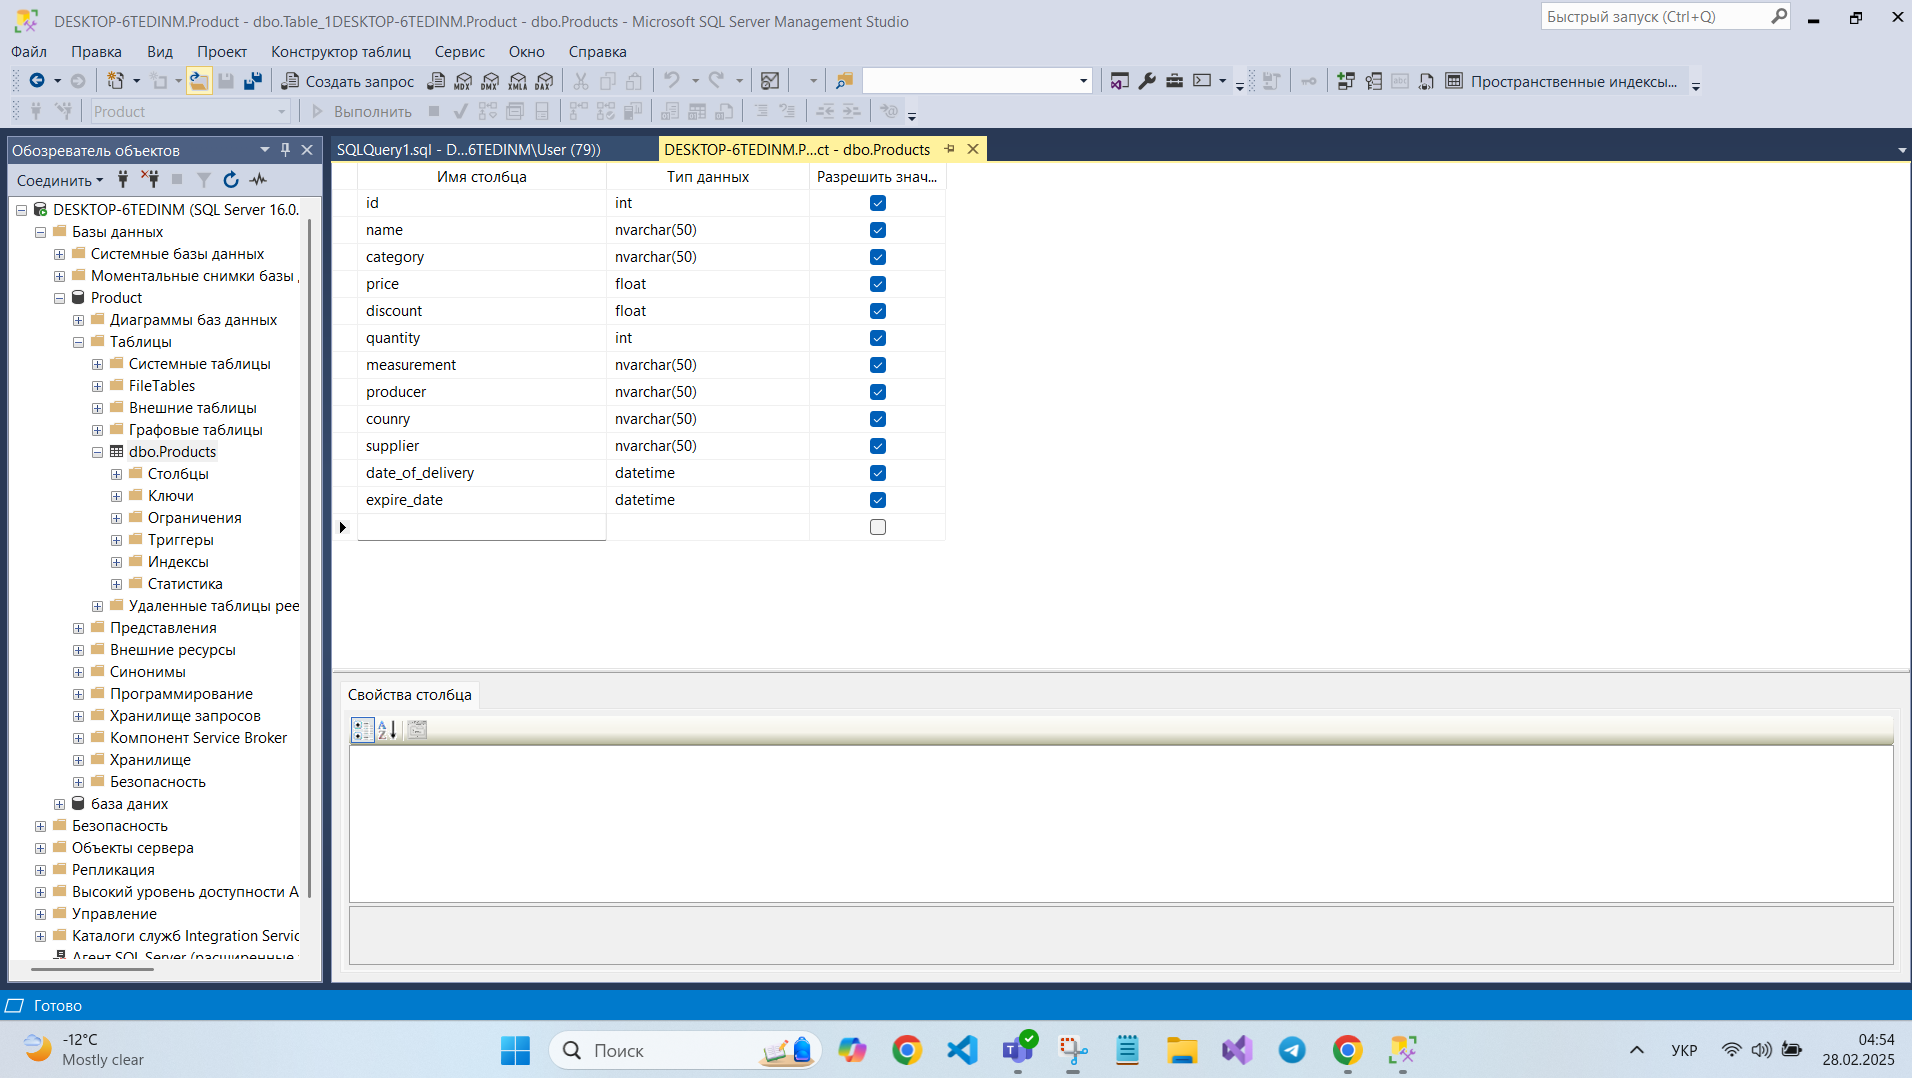 DESKTOP-6TEDINM.Product - dbo.Table_1DESKTOP-6TEDINM.Product - dbo.Products - Microsoft SQL Server Management Studio
Быстрый запуск (Ctrl+Q)
Файл Правка Вид Проект Конструктор таблиц Сервис Окно Справка
Создать запрос MDX DMX XMLA DAX Пространственные индексы...
Product Выполнить
Обозреватель объектов
Соединить
DESKTOP-6TEDINM (SQL Server 16.0.
Базы данных
Системные базы данных
Моментальные снимки базы
Product
Диаграммы баз данных
Таблицы
Системные таблицы
FileTables
Внешние таблицы
Графовые таблицы
dbo.Products
Столбцы
Ключи
Ограничения
Триггеры
Индексы
Статистика
Удаленные таблицы рее
Представления
Внешние ресурсы
Синонимы
Программирование
Хранилище запросов
Компонент Service Broker
Хранилище
Безопасность
база даних
Безопасность
Объекты сервера
Репликация
Высокий уровень доступности A
Управление
Каталоги служб Integration Servic
Агент SQL Server (расширенные
SQLQuery1.sql - D...6TEDINM\User (79))
DESKTOP-6TEDINM.P...ct - dbo.Products
Имя столбца Тип данных Разрешить знач...
id int
name nvarchar(50)
category nvarchar(50)
price float
discount float
quantity int
measurement nvarchar(50)
producer nvarchar(50)
counry nvarchar(50)
supplier nvarchar(50)
date_of_delivery datetime
expire_date datetime
Свойства столбца
Готово
-12°C
Mostly clear
Поиск
УКР
04:54
28.02.2025